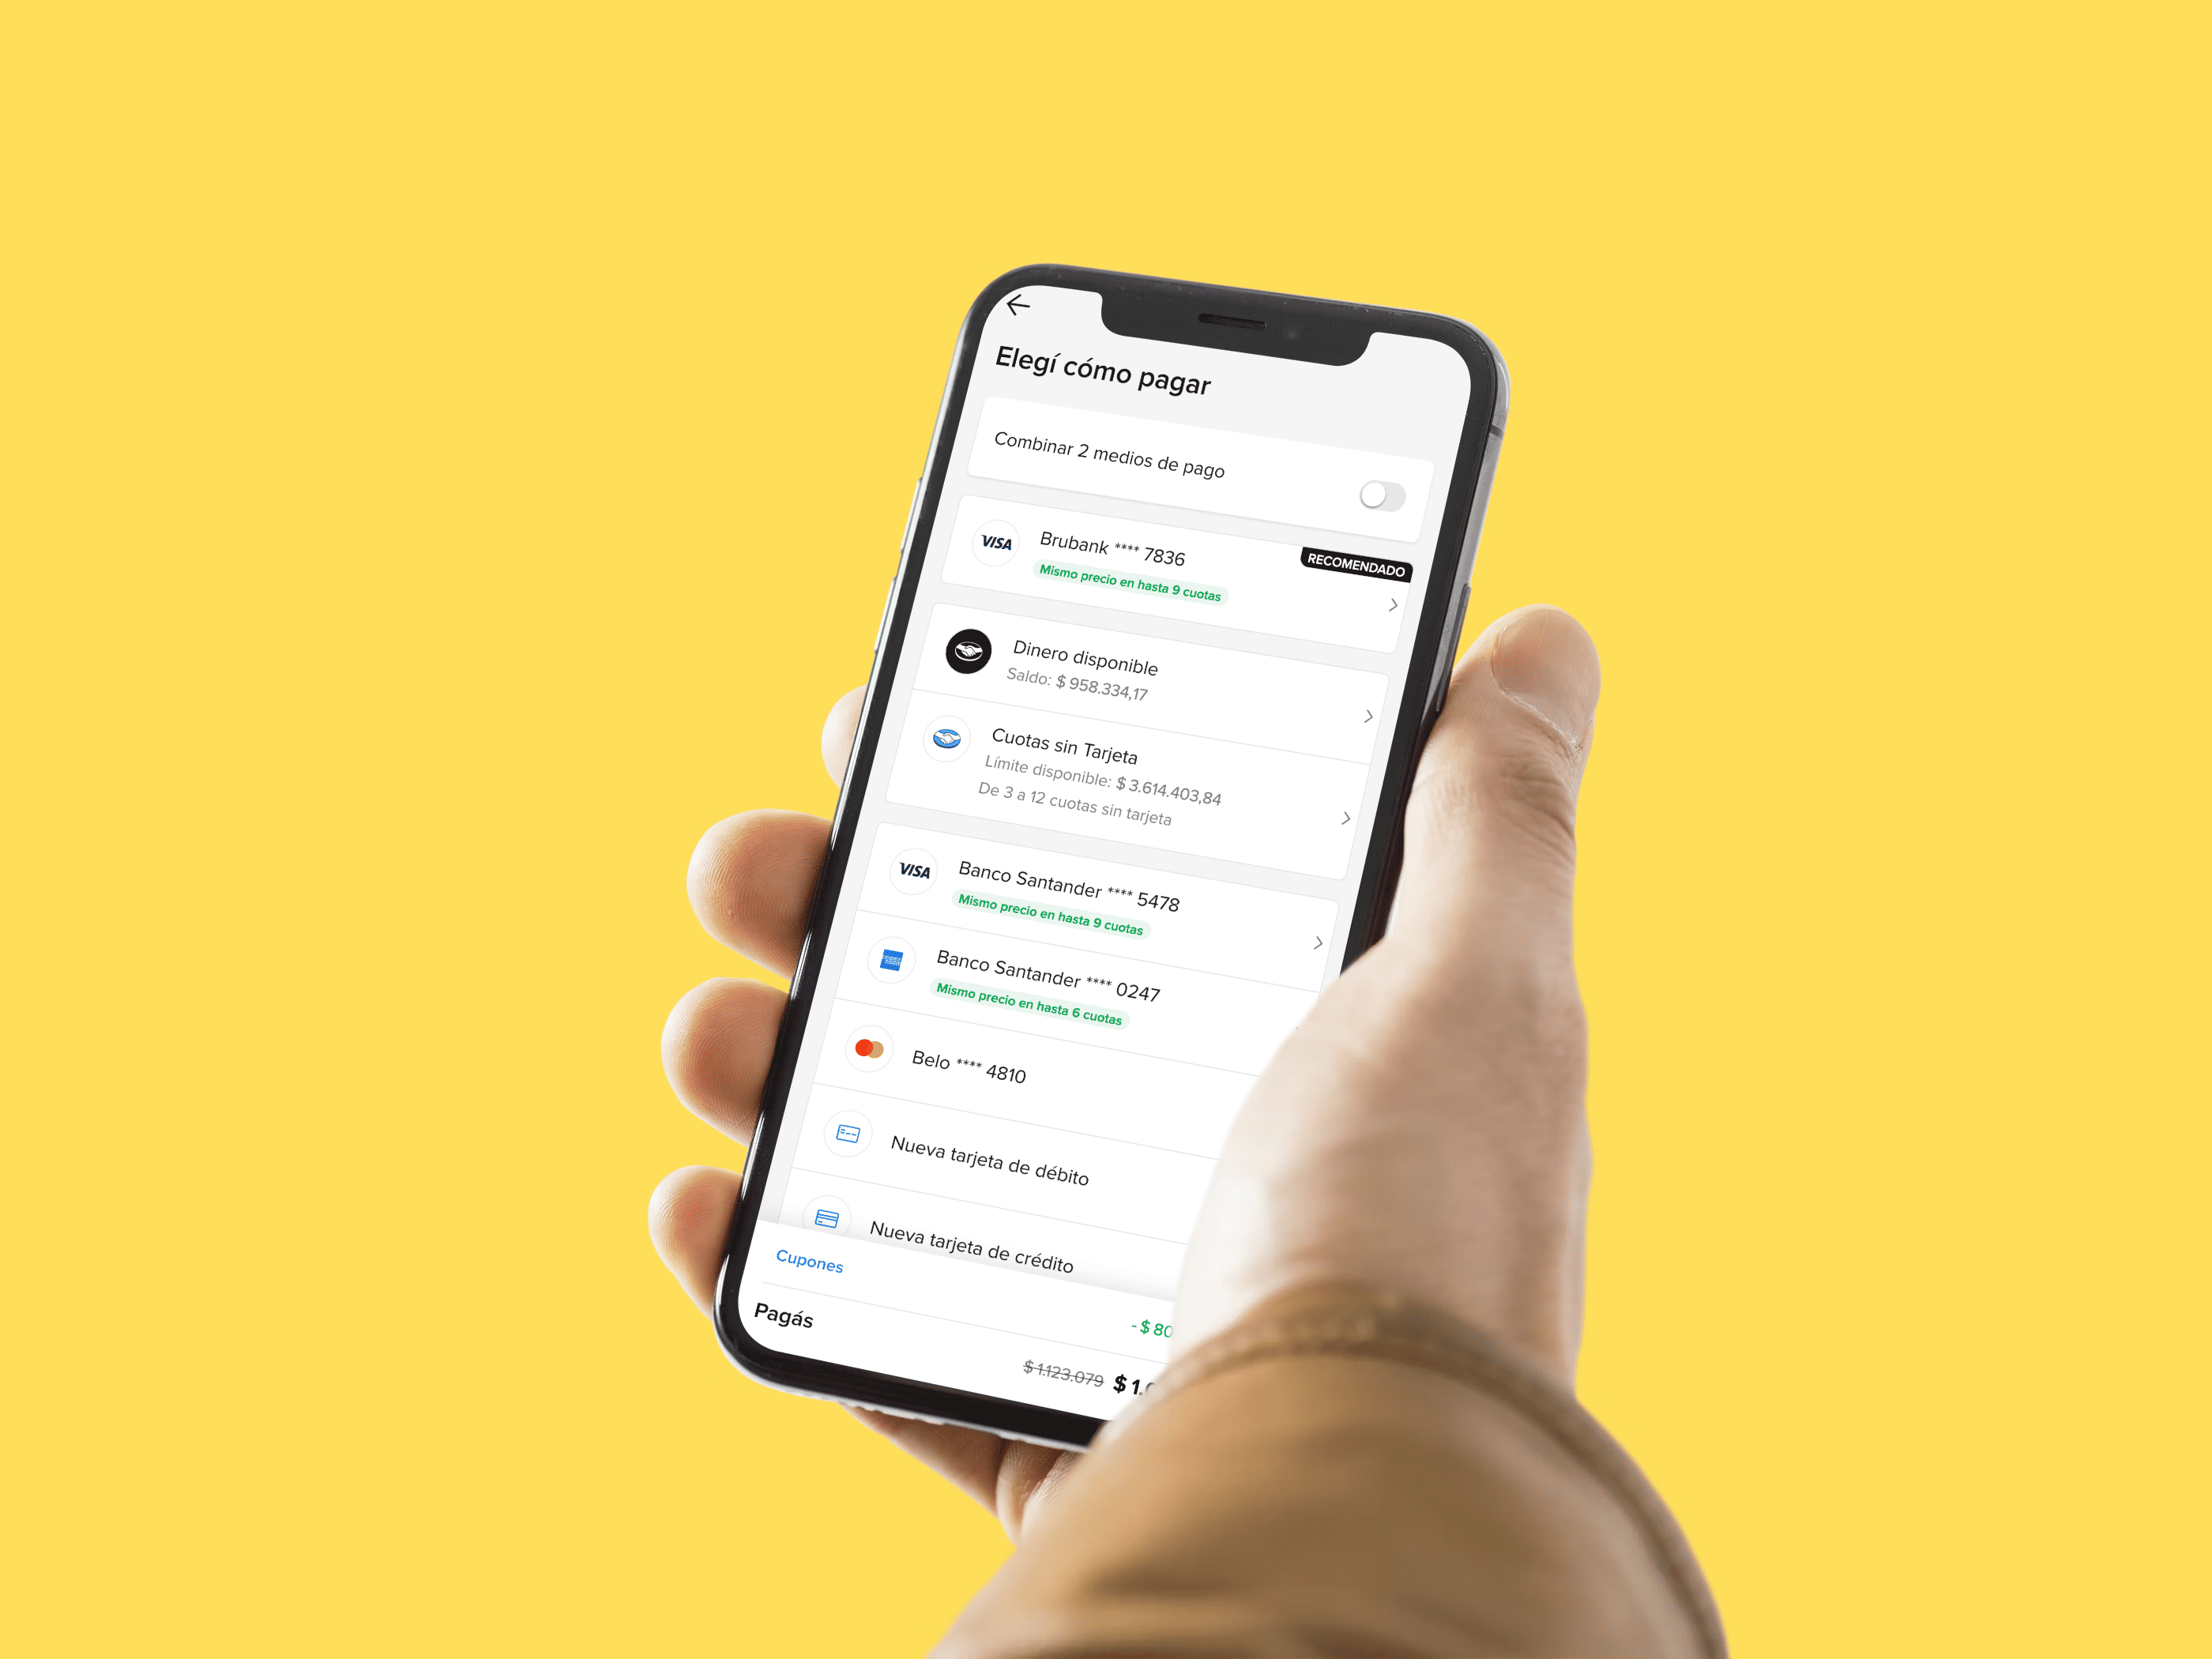 Elegí cómo pagar
Combinar 2 medios de pago
RECOMENDADO
VISA
Brubank **** 7836
Mismo precio en hasta 9 cuotas
Dinero disponible
Saldo: $ 958.334,17
Cuotas sin Tarjeta
Límite disponible: $ 3.614.403,84
De 3 a 12 cuotas sin tarjeta
VISA
Banco Santander **** 5478
Mismo precio en hasta 9 cuotas
Banco Santander **** 0247
Mismo precio en hasta 6 cuotas
Belo **** 4810
Nueva tarjeta de débito
Nueva tarjeta de crédito
Cupones
- $ 80
Pagás
$ 1.123.079 $ 1.